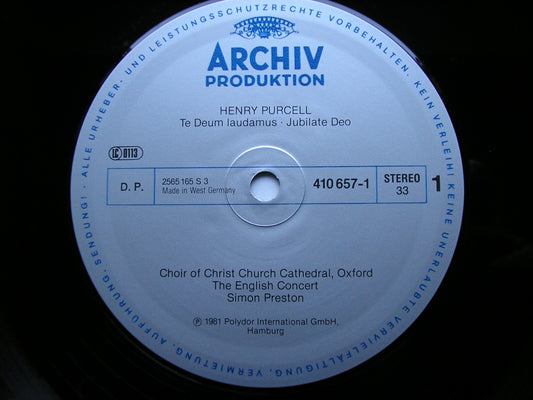 ARCHIV
PRODUKTION
HENRY PURCELL
Te Deum laudamus · Jubilate Deo
LC 0113
D. P.
2565 165 S 3
Made in West Germany
410 657-1
STEREO
33
1
Choir of Christ Church Cathedral, Oxford
The English Concert
Simon Preston
Ⓟ 1981 Polydor International GmbH,
Hamburg
ALLE URHEBER- UND LEISTUNGSSCHUTZRECHTE VORBEHALTEN. KEIN VERLEIH! KEINE UNERLAUBTE VERVIELFÄLTIGUNG, VERMIETUNG, AUFFÜHRUNG, SENDUNG!